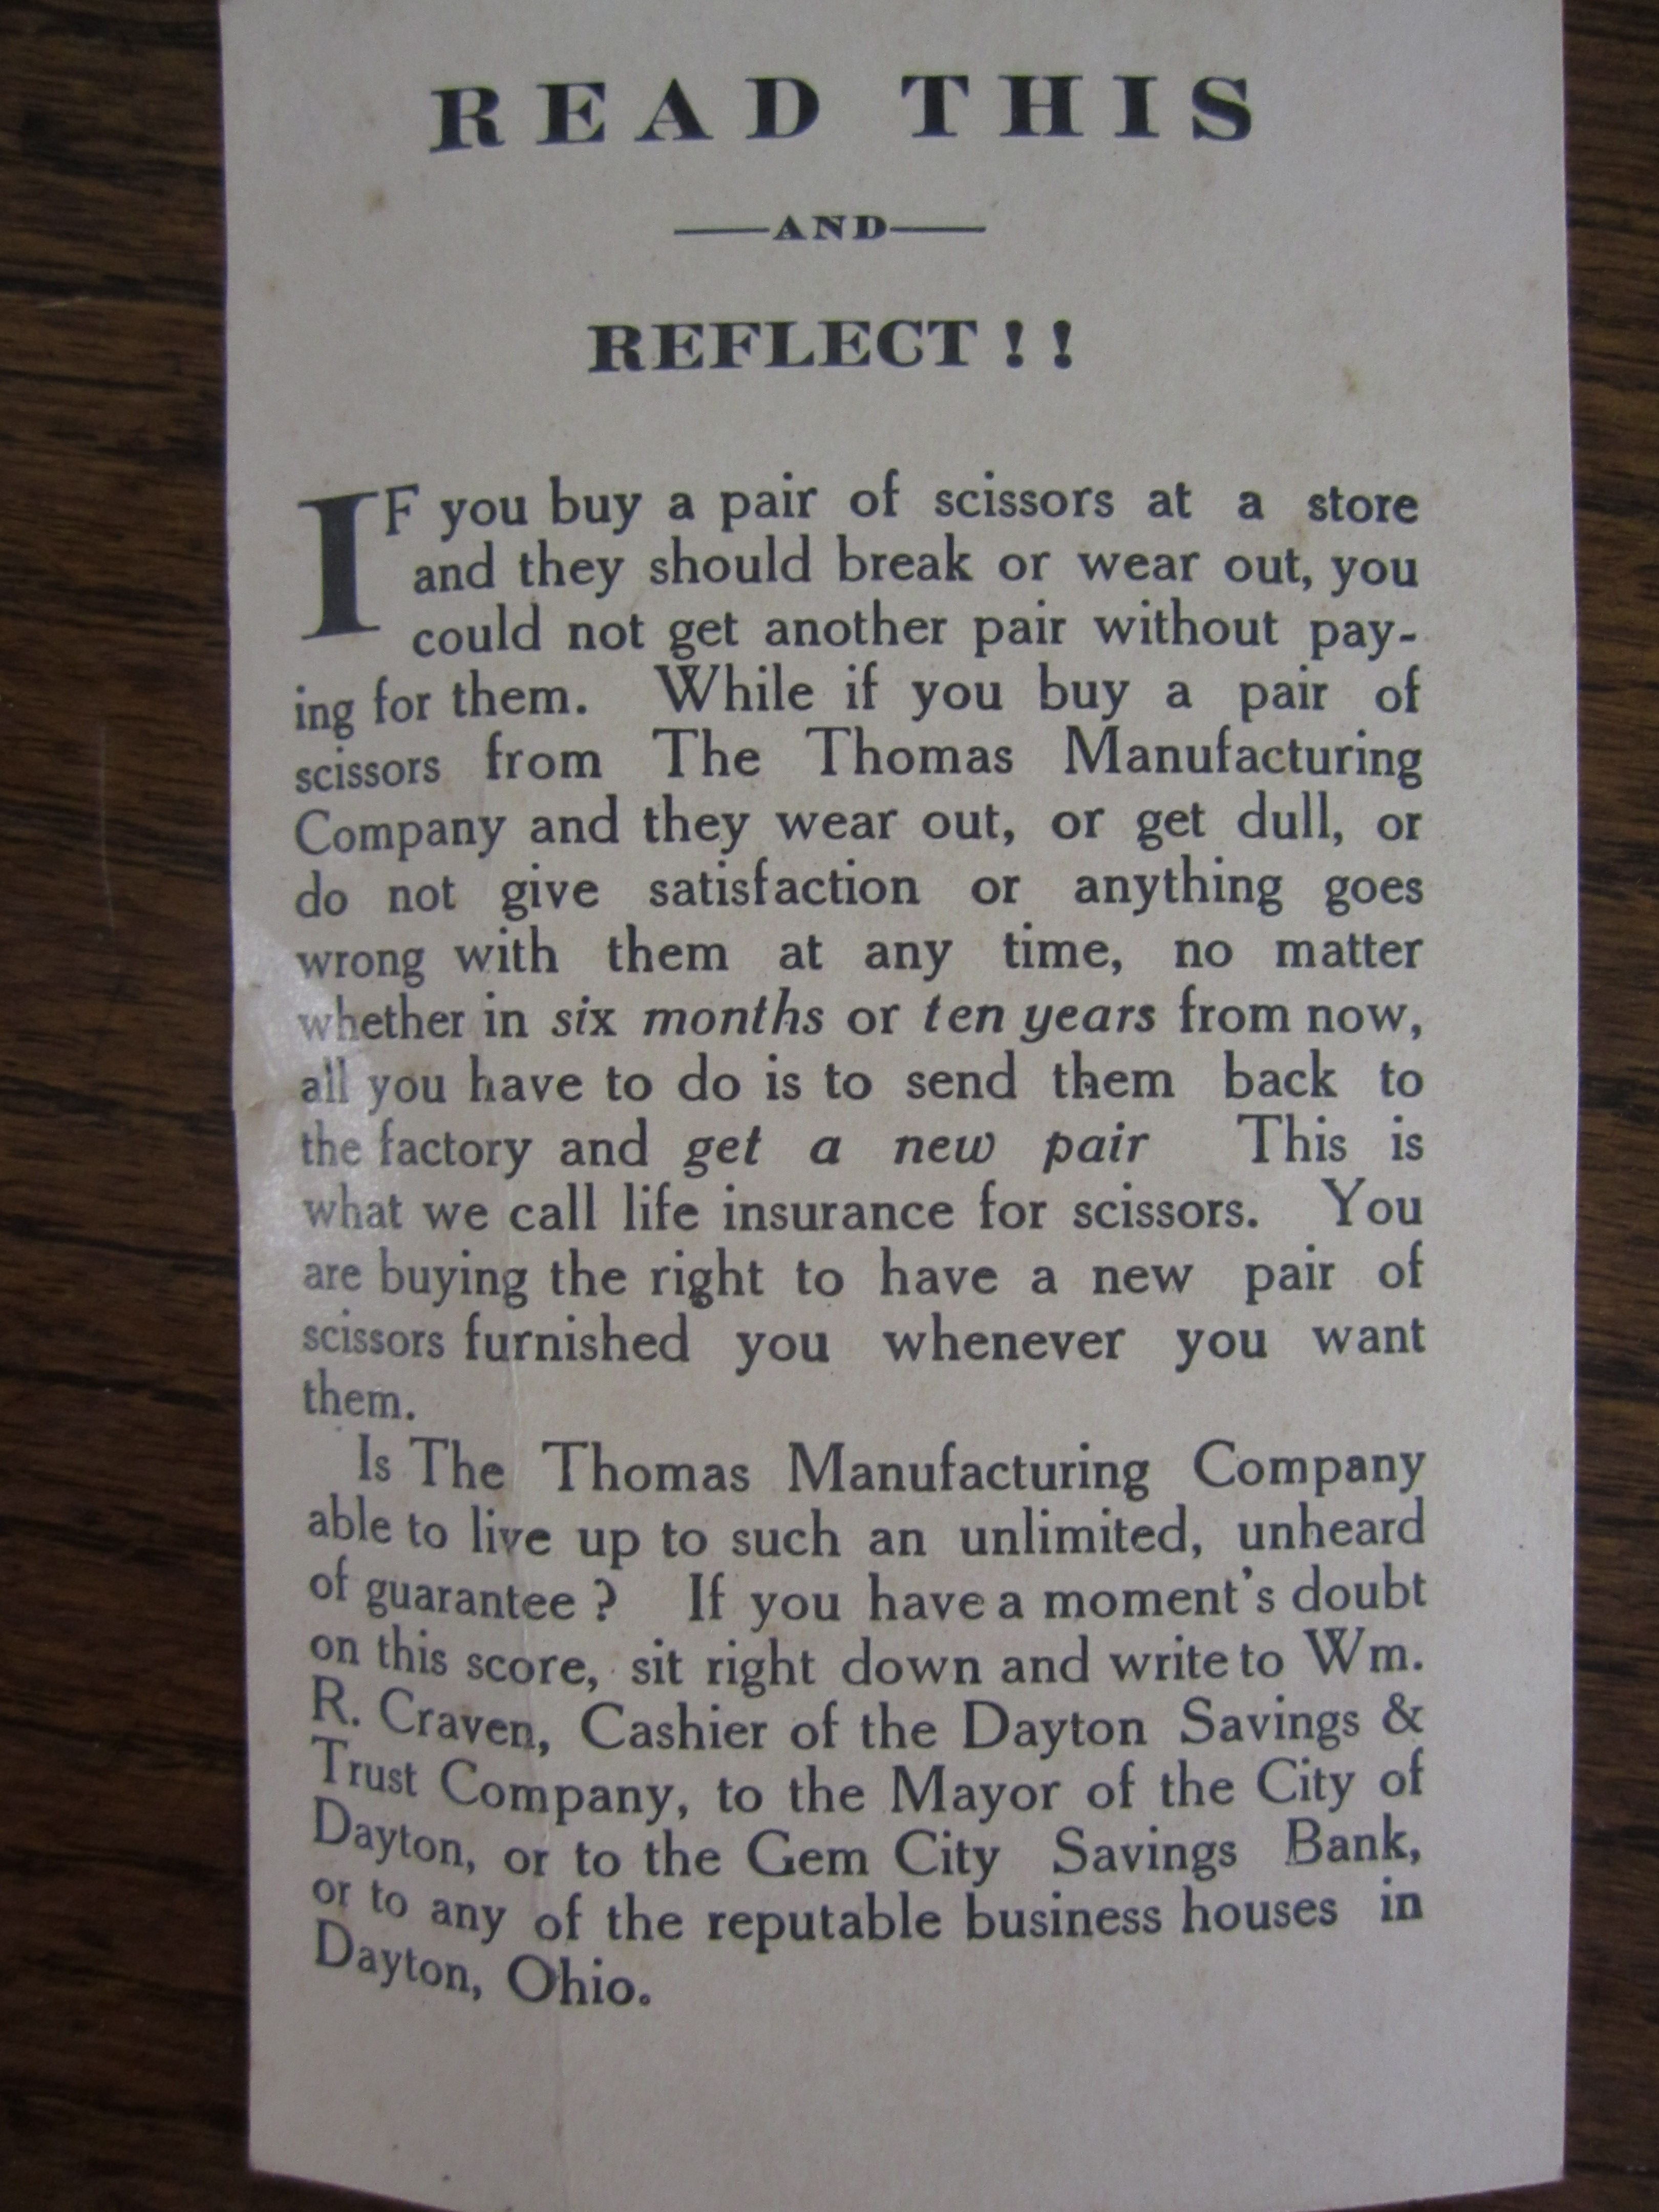 READ THIS
AND
REFLECT!!
IF you buy a pair of scissors at a store
and they should break or wear out, you
could not get another pair without pay-
ing for them. While if you buy a pair of
scissors from The Thomas Manufacturing
Company and they wear out, or get dull, or
do not give satisfaction or anything goes
wrong with them at any time, no matter
whether in six months or ten years from now,
all you have to do is to send them back to
the factory and get a new pair This is
what we call life insurance for scissors. You
are buying the right to have a new pair of
scissors furnished you whenever you want
them.
Is The Thomas Manufacturing Company
able to live up to such an unlimited, unheard
of guarantee? If you have a moment's doubt
on this score, sit right down and write to Wm.
R. Craven, Cashier of the Dayton Savings &
Trust Company, to the Mayor of the City of
Dayton, or to the Gem City Savings Bank,
or to any of the reputable business houses in
Dayton, Ohio.